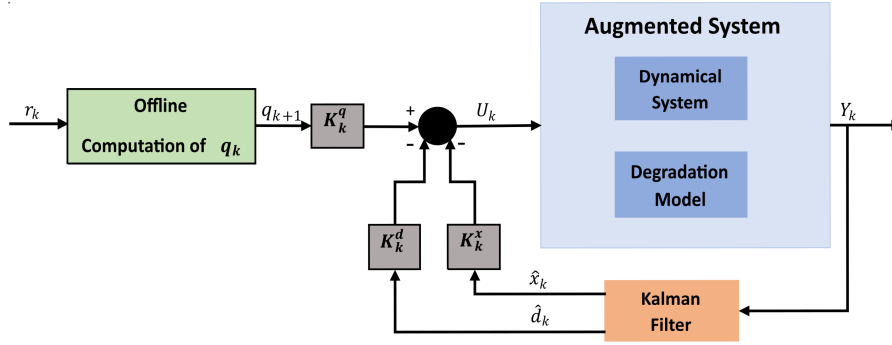 Augmented System
Dynamical
System
Degradation
Model
r_k
Offline
Computation of q_k
q_{k+1}
K_k^q
+
-
-
U_k
Y_k
K_k^d
K_k^x
x̂_k
d̂_k
Kalman
Filter